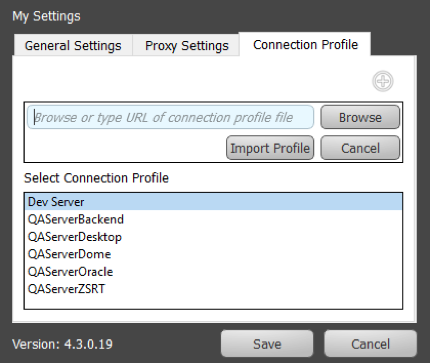 My Settings
General Settings
Proxy Settings
Connection Profile
Browse or type URL of connection profile file
Browse
Import Profile
Cancel
Select Connection Profile
Dev Server
QAServerBackend
QAServerDesktop
QAServerDome
QAServerOracle
QAServerZSRT
Version: 4.3.0.19
Save
Cancel